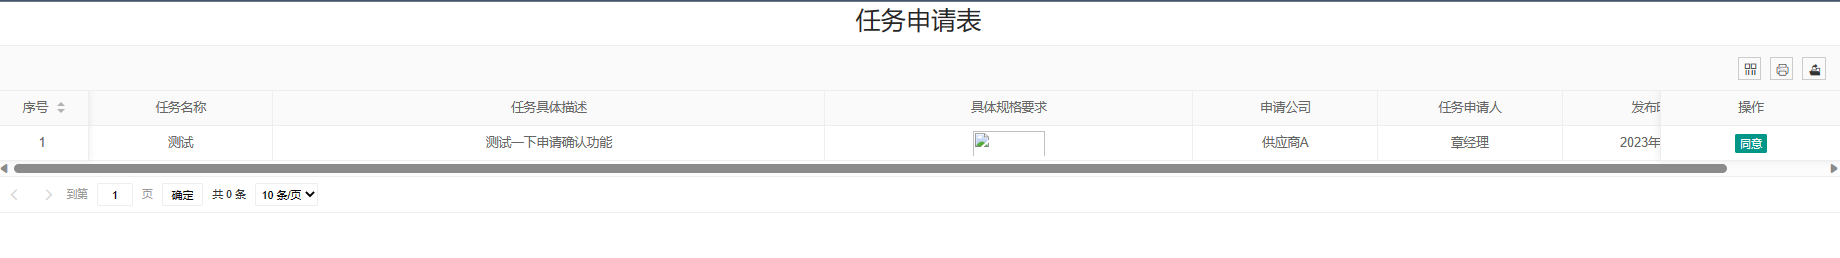 任务申请表
序号 任务名称 任务具体描述 具体规格要求 申请公司 任务申请人 发布 操作
1 测试 测试一下申请确认功能 供应商A 章经理 2023年 同意
到第 1 页 确定 共 0 条 10 条/页